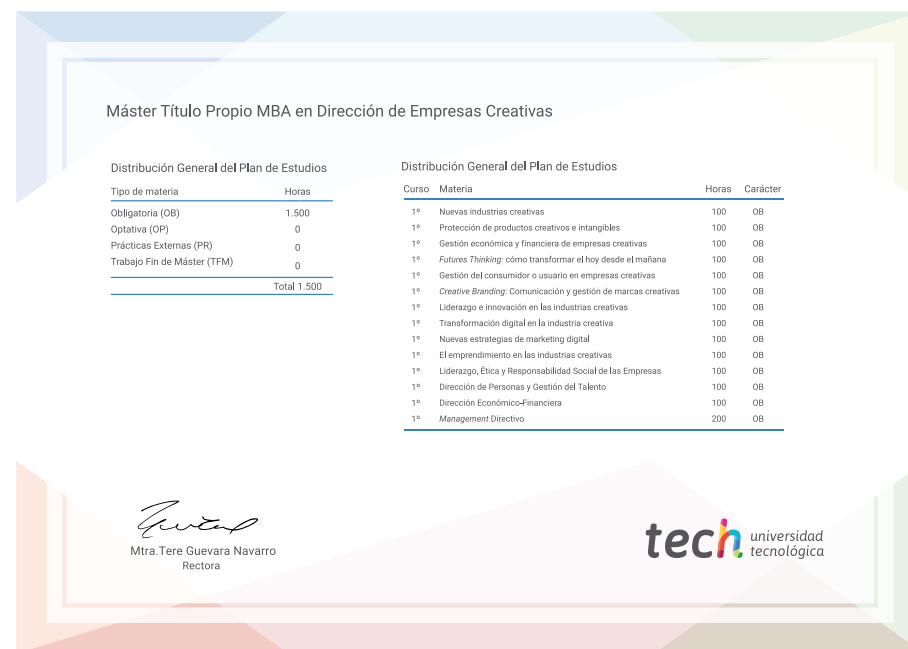 Máster Título Propio MBA en Dirección de Empresas Creativas
Distribución General del Plan de Estudios
Tipo de materia Horas
Obligatoria (OB) 1.500
Optativa (OP) 0
Prácticas Externas (PR) 0
Trabajo Fin de Máster (TFM) 0
Total 1.500
Distribución General del Plan de Estudios
Curso Materia Horas Carácter
1º Nuevas industrias creativas 100 OB
1º Protección de productos creativos e intangibles 100 OB
1º Gestión económica y financiera de empresas creativas 100 OB
1º Futures Thinking: cómo transformar el hoy desde el mañana 100 OB
1º Gestión del consumidor o usuario en empresas creativas 100 OB
1º Creative Branding: Comunicación y gestión de marcas creativas 100 OB
1º Liderazgo e innovación en las industrias creativas 100 OB
1º Transformación digital en la industria creativa 100 OB
1º Nuevas estrategias de marketing digital 100 OB
1º El emprendimiento en las industrias creativas 100 OB
1º Liderazgo, Ética y Responsabilidad Social de las Empresas 100 OB
1º Dirección de Personas y Gestión del Talento 100 OB
1º Dirección Económico-Financiera 100 OB
1º Management Directivo 200 OB
Mtra.Tere Guevara Navarro
Rectora
tech universidad
tecnológica